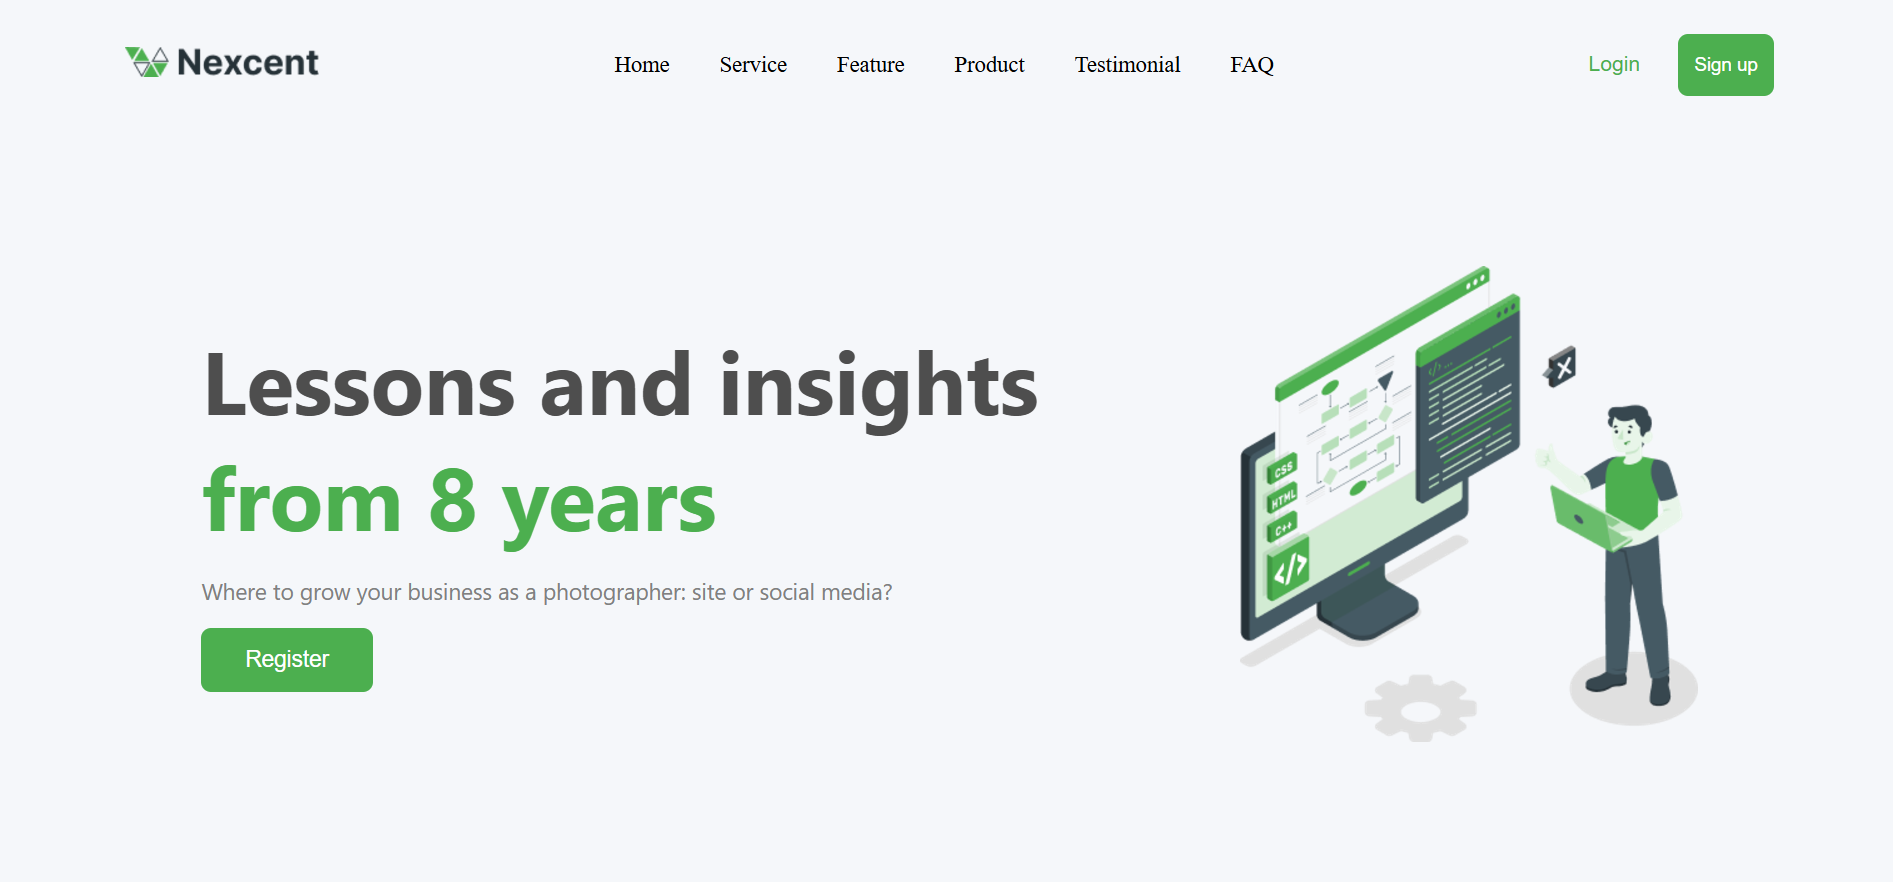 Nexcent
Home Service Feature Product Testimonial FAQ
Login
Sign up
Lessons and insights
from 8 years
Where to grow your business as a photographer: site or social media?
Register
</>...
X
CSS
HTML
C++
</>